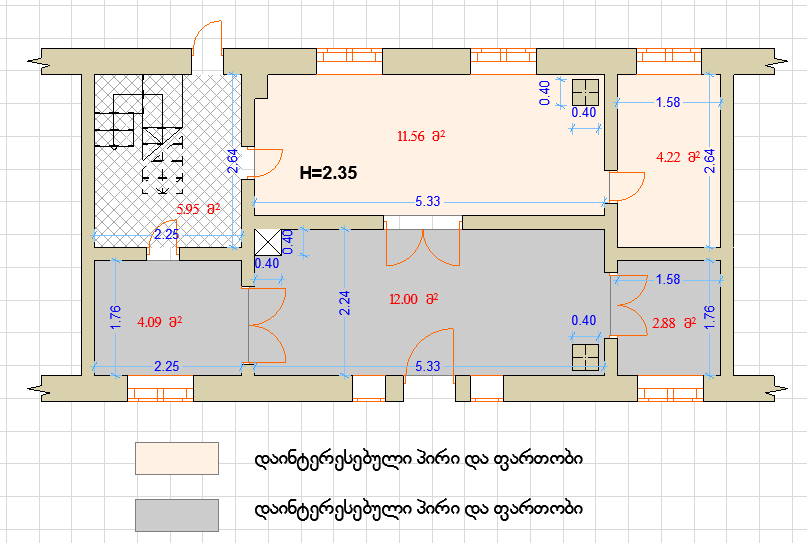 0.40
0.40
1.58
11.56 მ²
4.22 მ²
2.64
2.64
H=2.35
5.33
5.95 მ²
2.25
0.40
0.40
1.58
12.00 მ²
2.24
1.76
4.09 მ²
0.40
2.88 მ²
1.76
2.25
5.33
დაინტერესებული პირი და ფართობი
დაინტერესებული პირი და ფართობი